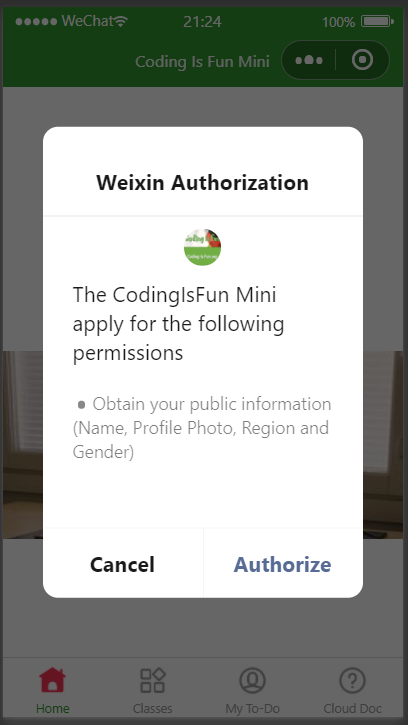 WeChat 21:24 100%
Coding Is Fun Mini
Weixin Authorization
The CodingIsFun Mini
apply for the following
permissions
Obtain your public information
(Name, Profile Photo, Region and
Gender)
Cancel Authorize
Home Classes My To-Do Cloud Doc